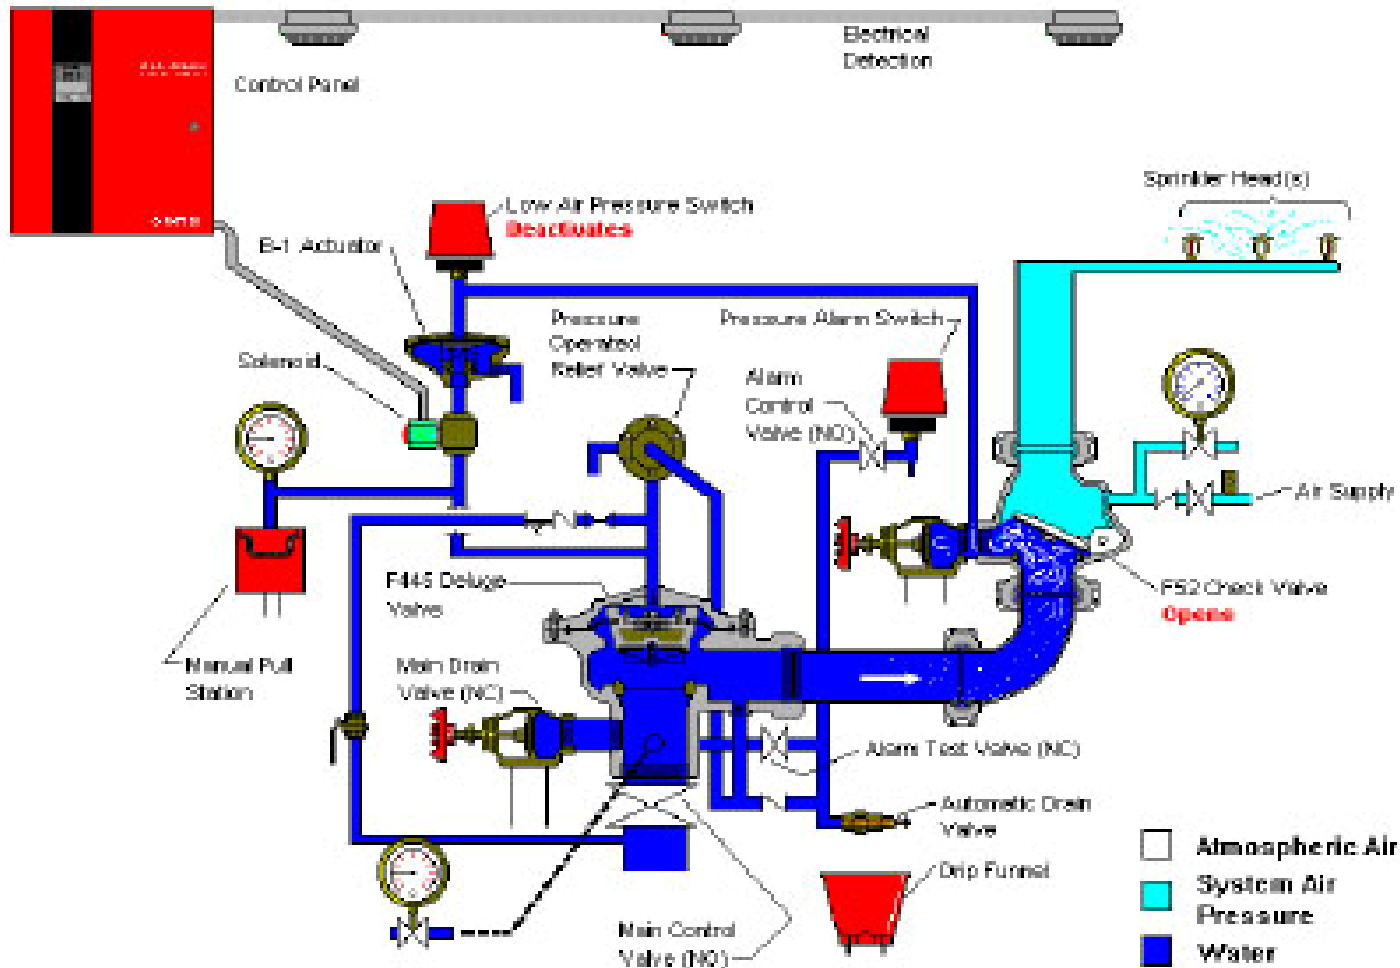 Electrical
Detection
Control Panel
Sprinkler Head(s)
Low Air Pressure Switch
Deactivates
B-1 Actuator
Pressure
Operated
Relief Valve
Pressure Alarm Switch
Solenoid
Alarm
Control
Valve (NO)
Air Supply
F445 Deluge
Valve
F52 Check Valve
Opens
Manual Pull
Station
Main Drain
Valve (NC)
Alarm Test Valve (NC)
Automatic Drain
Valve
Drip Funnel
Main Control
Valve (NO)
Atmospheric Air
System Air
Pressure
Water